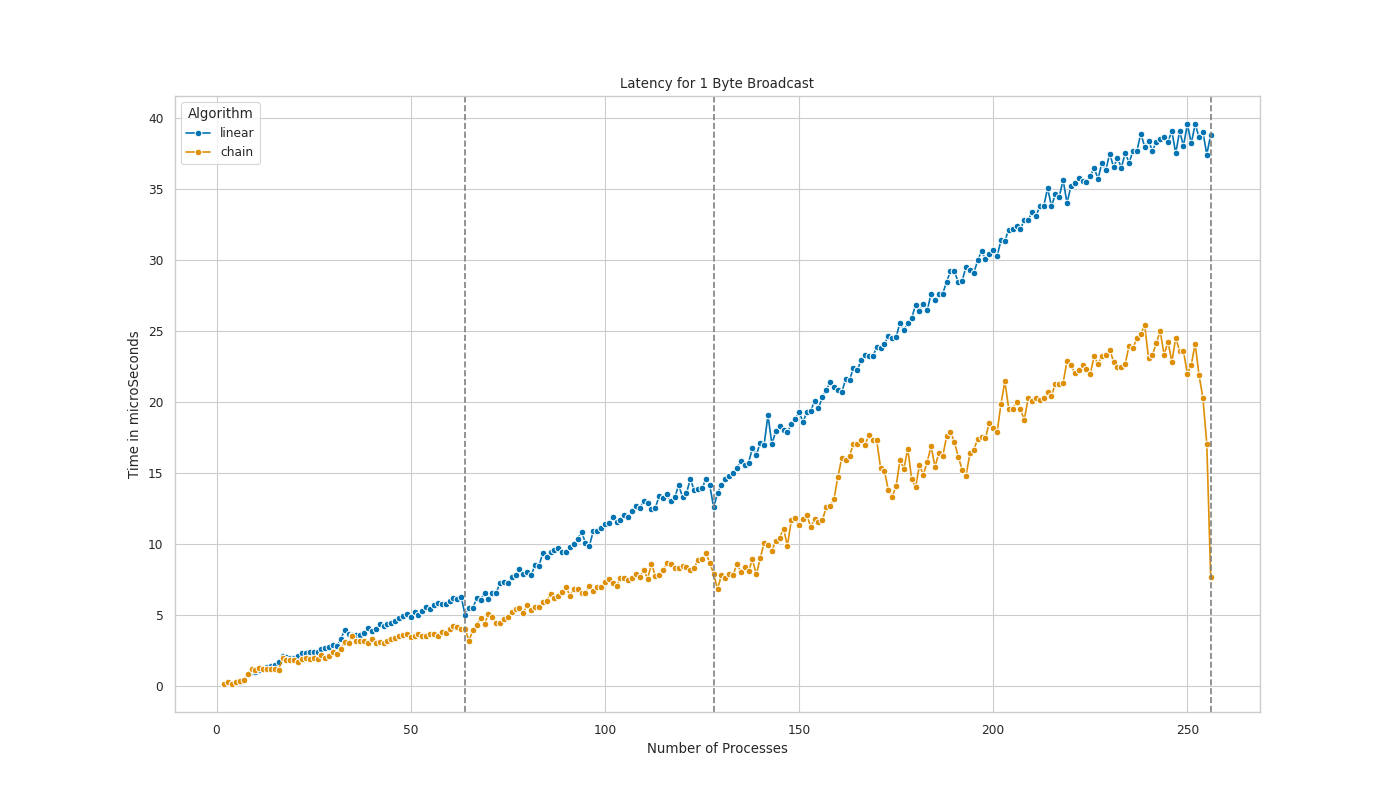 Latency for 1 Byte Broadcast
Algorithm
linear
chain
Time in microSeconds
40
35
30
25
20
15
10
5
0
0 50 100 150 200 250
Number of Processes